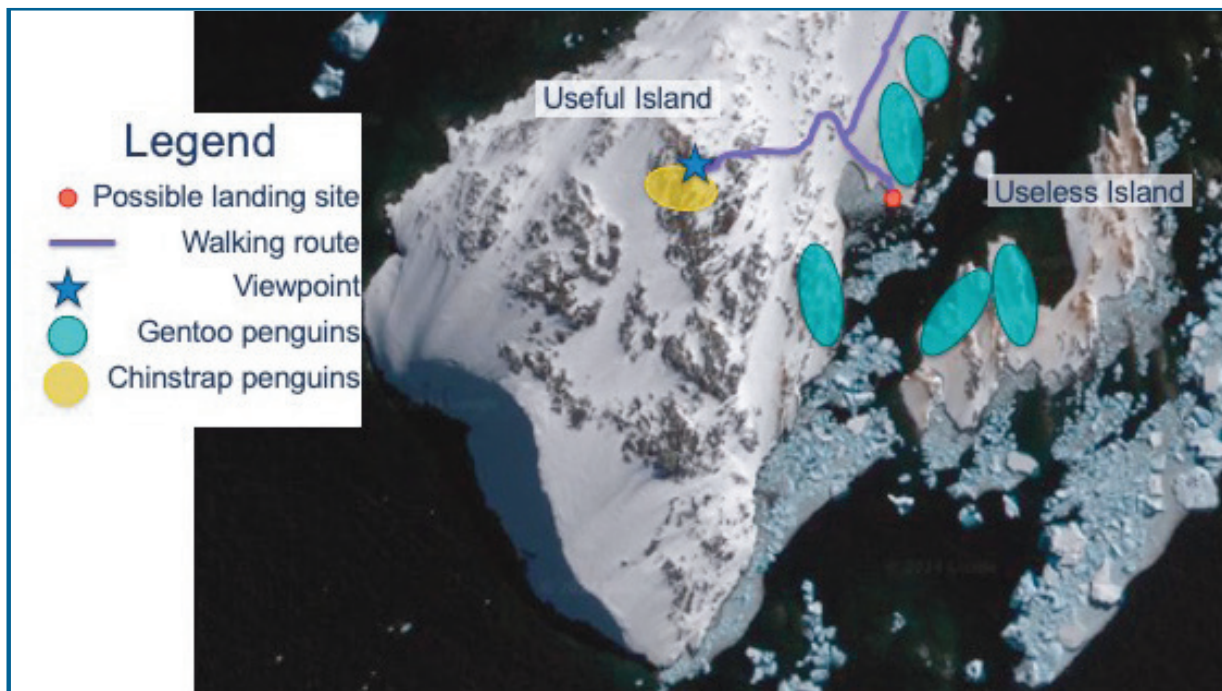 Useful Island
Legend
Possible landing site
Useless Island
Walking route
Viewpoint
Gentoo penguins
Chinstrap penguins